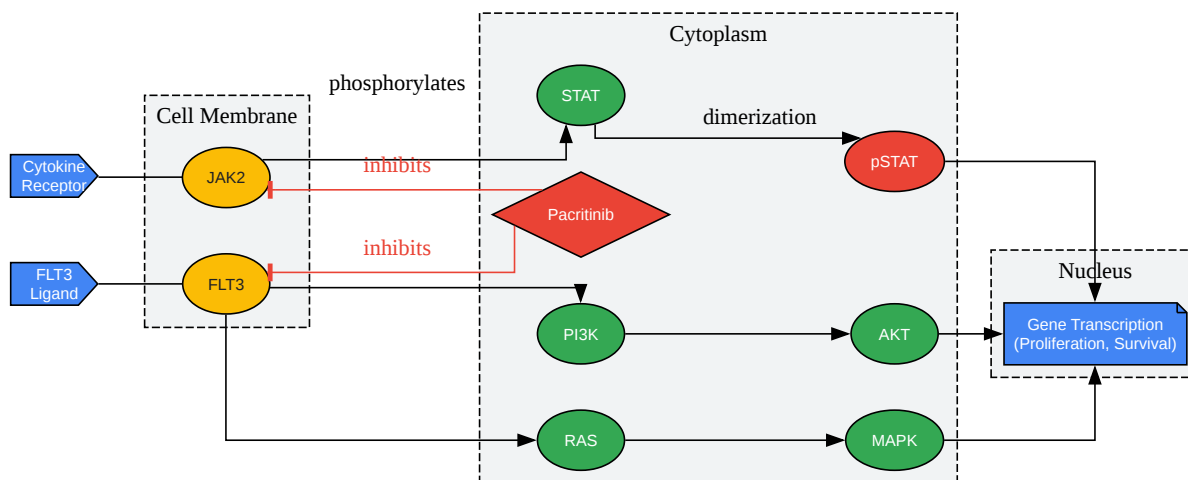 Cytoplasm
phosphorylates
STAT
Cell Membrane
dimerization
Cytokine
Receptor
JAK2
inhibits
pSTAT
Pacritinib
inhibits
FLT3
Ligand
FLT3
Nucleus
PI3K
AKT
Gene Transcription
(Proliferation, Survival)
RAS
MAPK